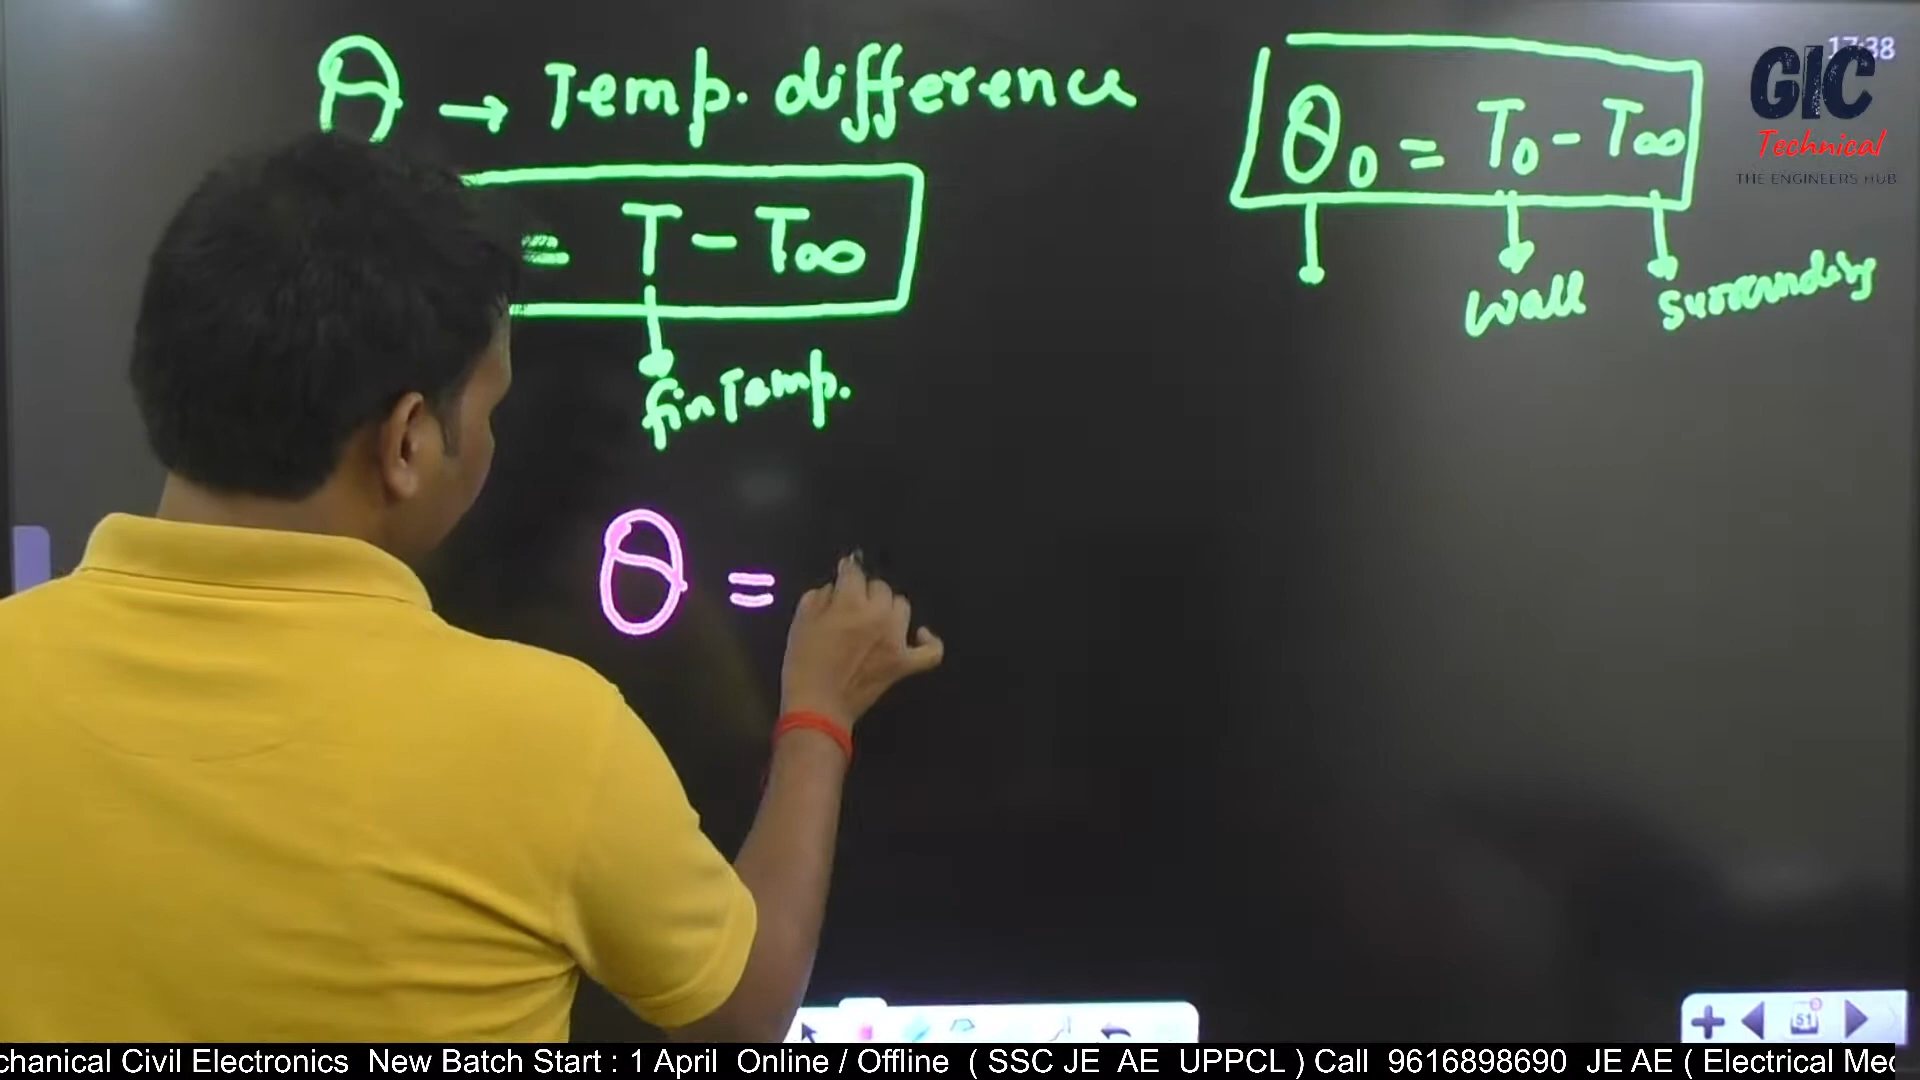 θ → Temp. difference
= T - T∞
fin Temp.
θ₀ = T₀ - T∞
wall
surrounding
θ =
17:38
GIC
Technical
THE ENGINEERS HUB
51
chanical Civil Electronics New Batch Start : 1 April Online / Offline ( SSC JE AE UPPCL ) Call 9616898690 JE AE ( Electrical Mec